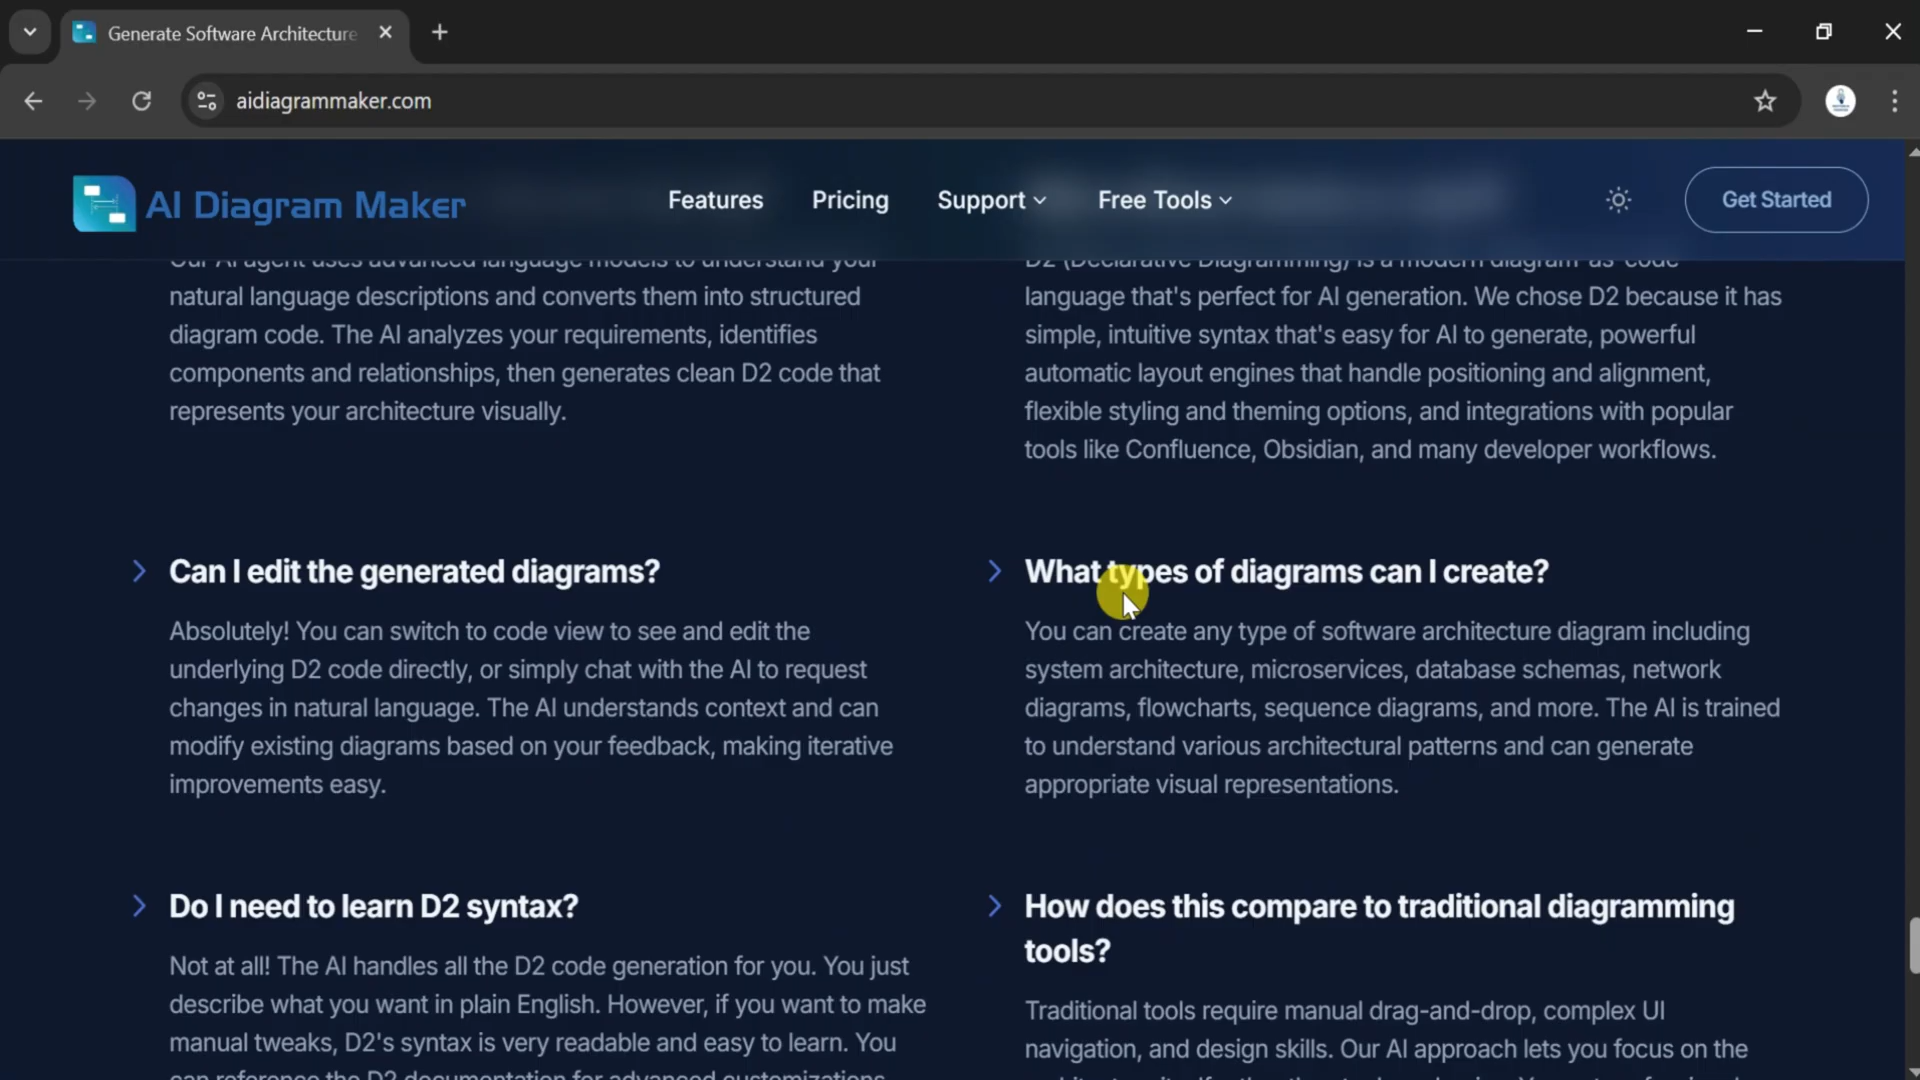 Generate Software Architecture
aidiagrammaker.com
AI Diagram Maker
Features
Pricing
Support
Free Tools
Get Started
Our AI agent uses advanced language models to understand your
natural language descriptions and converts them into structured
diagram code. The AI analyzes your requirements, identifies
components and relationships, then generates clean D2 code that
represents your architecture visually.
D2 (Declarative Diagramming) is a modern diagram-as-code
language that's perfect for AI generation. We chose D2 because it has
simple, intuitive syntax that's easy for AI to generate, powerful
automatic layout engines that handle positioning and alignment,
flexible styling and theming options, and integrations with popular
tools like Confluence, Obsidian, and many developer workflows.
Can I edit the generated diagrams?
Absolutely! You can switch to code view to see and edit the
underlying D2 code directly, or simply chat with the AI to request
changes in natural language. The AI understands context and can
modify existing diagrams based on your feedback, making iterative
improvements easy.
What types of diagrams can I create?
You can create any type of software architecture diagram including
system architecture, microservices, database schemas, network
diagrams, flowcharts, sequence diagrams, and more. The AI is trained
to understand various architectural patterns and can generate
appropriate visual representations.
Do I need to learn D2 syntax?
Not at all! The AI handles all the D2 code generation for you. You just
describe what you want in plain English. However, if you want to make
manual tweaks, D2's syntax is very readable and easy to learn. You
can reference the D2 documentation for advanced customizations
How does this compare to traditional diagramming
tools?
Traditional tools require manual drag-and-drop, complex UI
navigation, and design skills. Our AI approach lets you focus on the